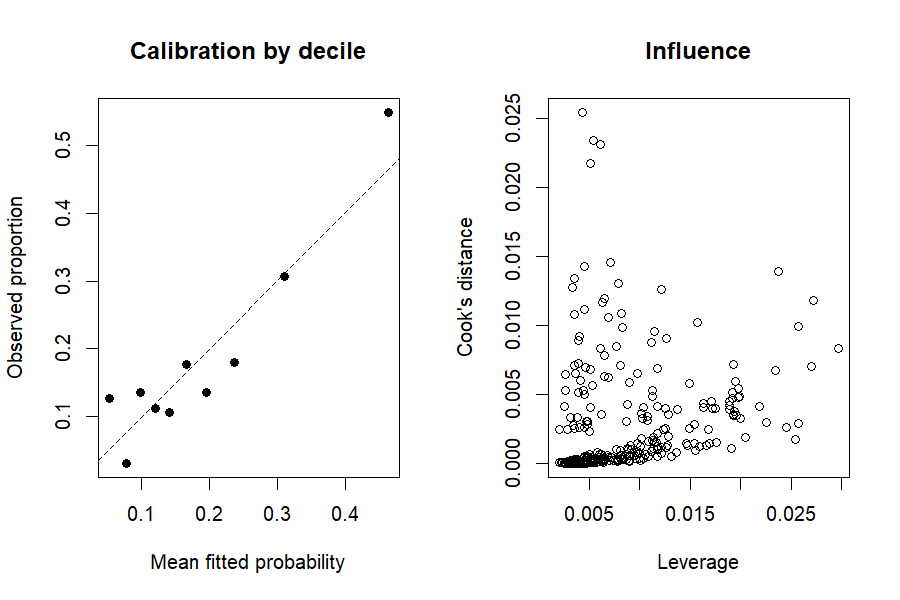 Calibration by decile
Observed proportion
0.5
0.4
0.3
0.2
0.1
0.1 0.2 0.3 0.4
Mean fitted probability
Influence
Cook's distance
0.025
0.020
0.015
0.010
0.005
0.000
0.005 0.015 0.025
Leverage